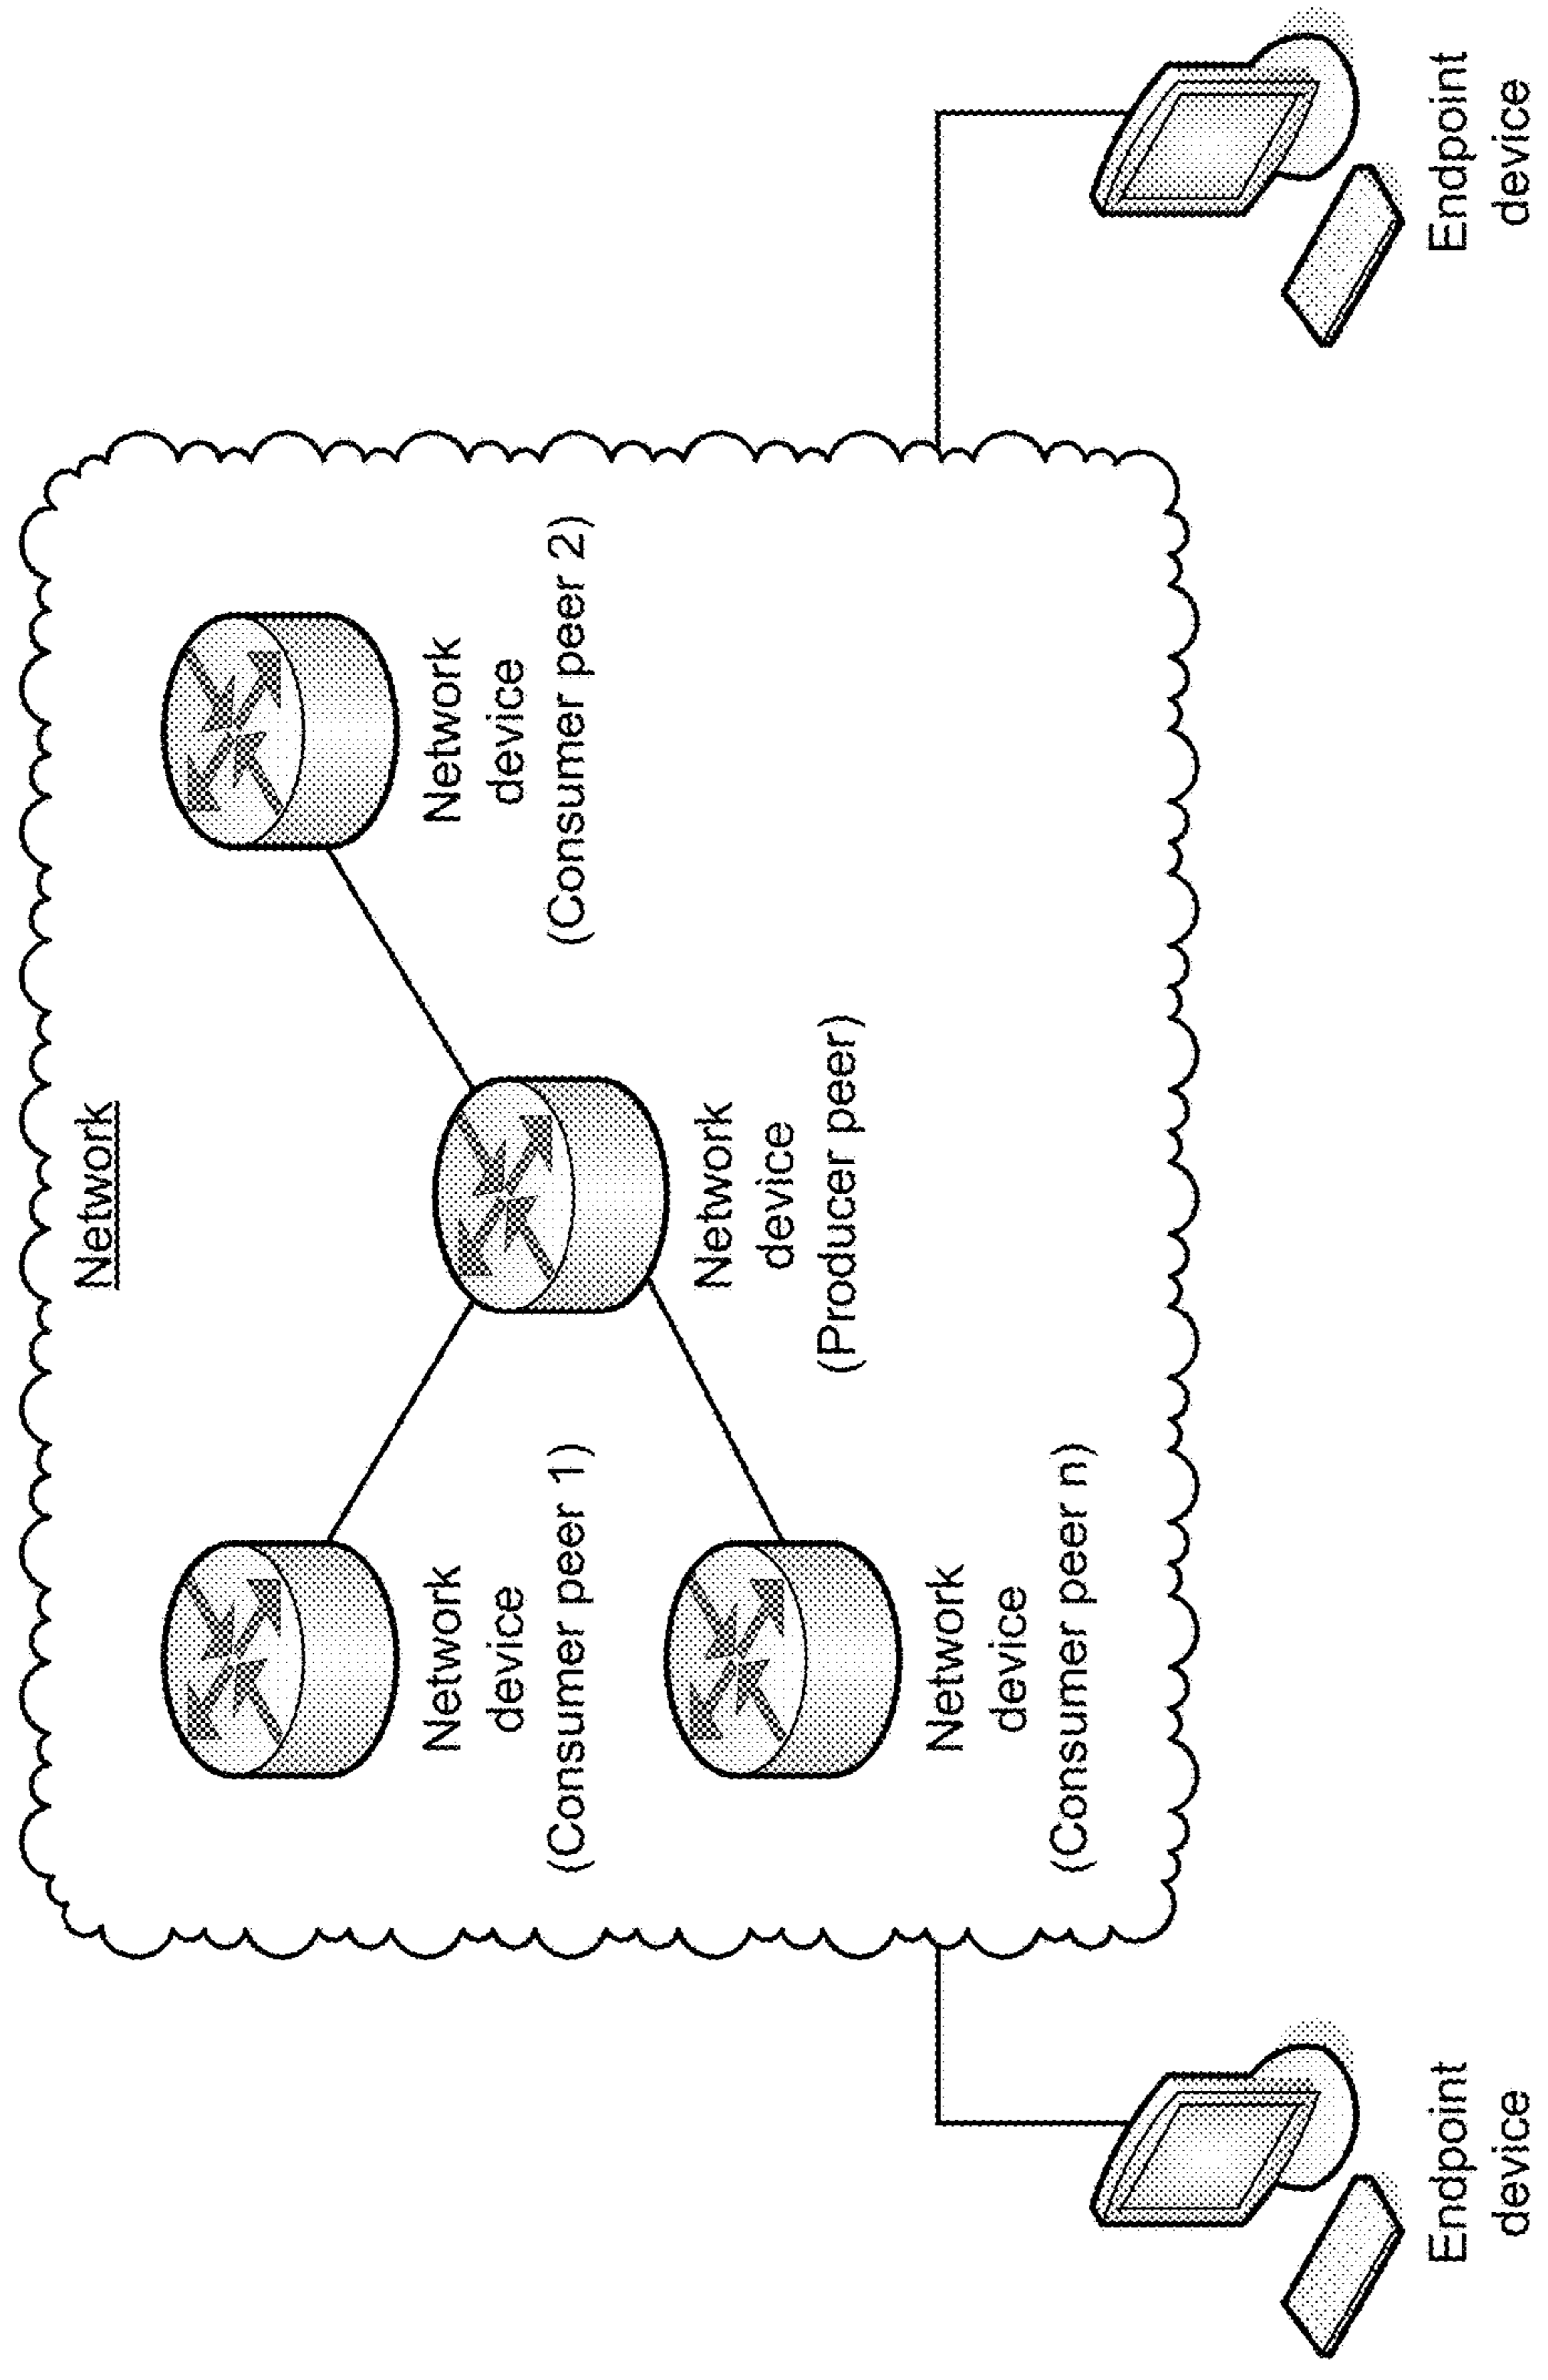 Network
Network
device
(Consumer peer 1)
Network
device
(Consumer peer 2)
Network
device
(Producer peer)
Network
device
(Consumer peer n)
Endpoint
device
Endpoint
device